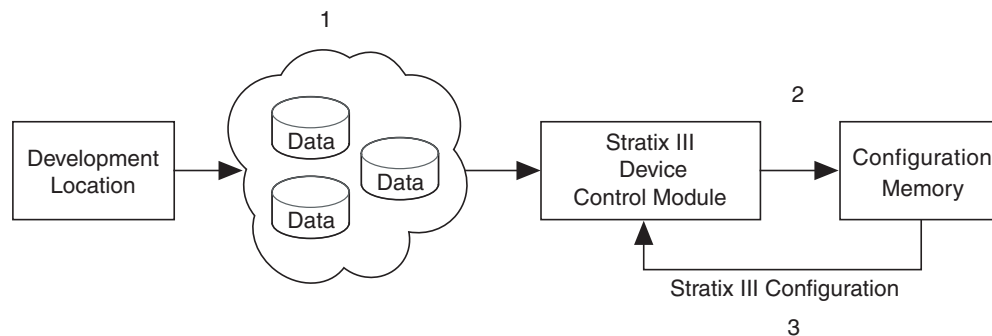 1
2
Development
Location
Data
Data
Data
Stratix III
Device
Control Module
Configuration
Memory
Stratix III Configuration
3